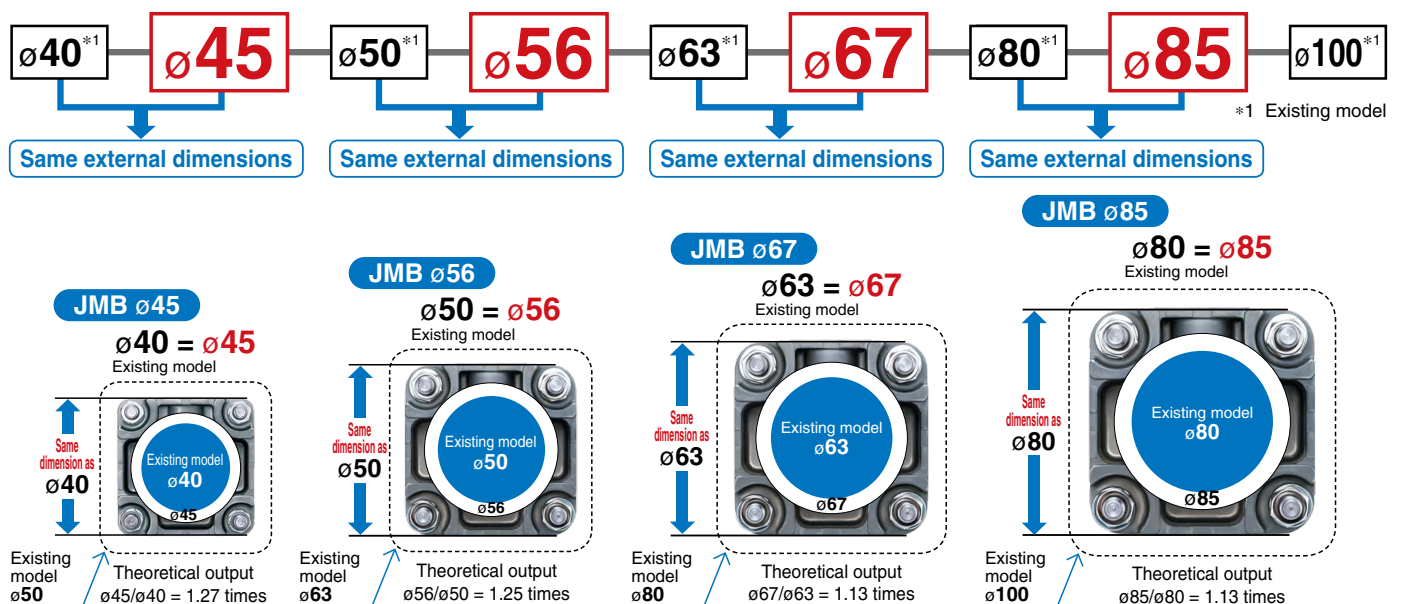 ø40*1 ø45 ø50*1 ø56 ø63*1 ø67 ø80*1 ø85 ø100*1
*1 Existing model
Same external dimensions Same external dimensions Same external dimensions Same external dimensions
JMB ø45
ø40 = ø45
Existing model
Same
dimension as
ø40
Existing model
ø40
ø45
Existing
model
ø50
Theoretical output
ø45/ø40 = 1.27 times
JMB ø56
ø50 = ø56
Existing model
Same
dimension as
ø50
Existing model
ø50
ø56
Existing
model
ø63
Theoretical output
ø56/ø50 = 1.25 times
JMB ø67
ø63 = ø67
Existing model
Same
dimension as
ø63
Existing model
ø63
ø67
Existing
model
ø80
Theoretical output
ø67/ø63 = 1.13 times
JMB ø85
ø80 = ø85
Existing model
Same
dimension as
ø80
Existing model
ø80
ø85
Existing
model
ø100
Theoretical output
ø85/ø80 = 1.13 times